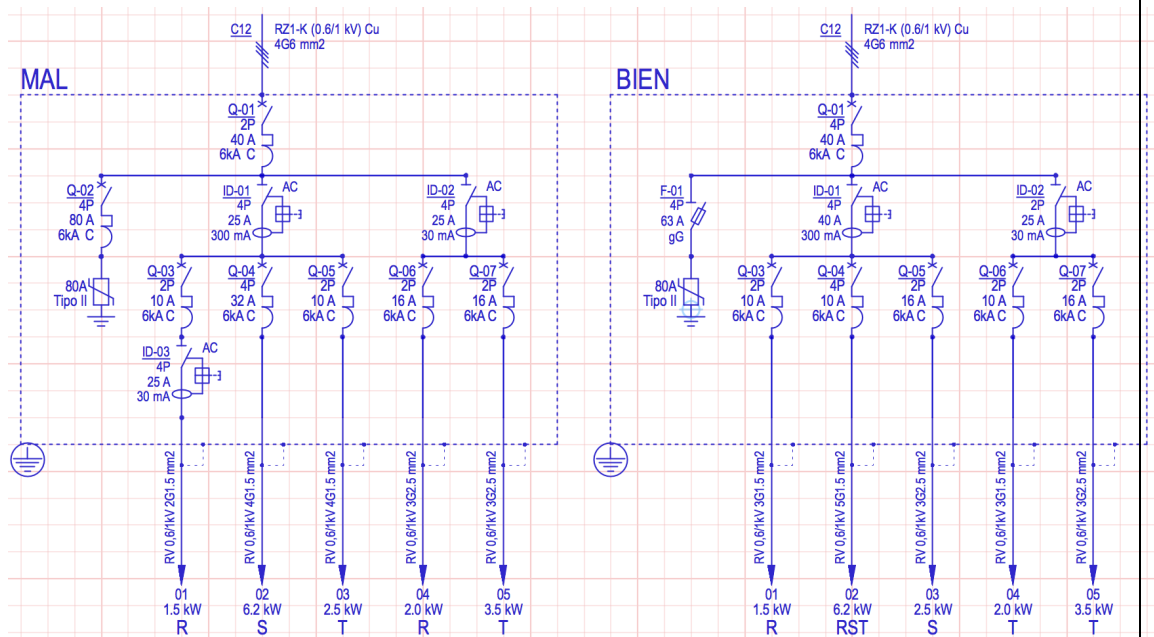 C12
RZ1-K (0.6/1 kV) Cu
4G6 mm2
MAL
Q-01
2P
40 A
6kA C
Q-02
4P
80 A
6kA C
80A
Tipo II
ID-01
AC
4P
25 A
300 mA
ID-02
AC
4P
25 A
30 mA
Q-03
2P
10 A
6kA C
Q-04
4P
32 A
6kA C
Q-05
2P
10 A
6kA C
Q-06
2P
16 A
6kA C
Q-07
2P
16 A
6kA C
ID-03
AC
4P
25 A
30 mA
RV 0,6/1kV 2G1.5 mm2
RV 0,6/1kV 4G1.5 mm2
RV 0,6/1kV 4G1.5 mm2
RV 0,6/1kV 3G2.5 mm2
RV 0,6/1kV 3G2.5 mm2
01
1.5 kW
R
02
6.2 kW
S
03
2.5 kW
T
04
2.0 kW
R
05
3.5 kW
T
C12
RZ1-K (0.6/1 kV) Cu
4G6 mm2
BIEN
Q-01
4P
40 A
6kA C
F-01
4P
63 A
gG
80A
Tipo II
ID-01
AC
4P
40 A
300 mA
ID-02
AC
2P
25 A
30 mA
Q-03
2P
10 A
6kA C
Q-04
4P
10 A
6kA C
Q-05
2P
16 A
6kA C
Q-06
2P
10 A
6kA C
Q-07
2P
16 A
6kA C
RV 0,6/1kV 3G1.5 mm2
RV 0,6/1kV 5G1.5 mm2
RV 0,6/1kV 3G2.5 mm2
RV 0,6/1kV 3G1.5 mm2
RV 0,6/1kV 3G2.5 mm2
01
1.5 kW
R
02
6.2 kW
RST
03
2.5 kW
S
04
2.0 kW
T
05
3.5 kW
T